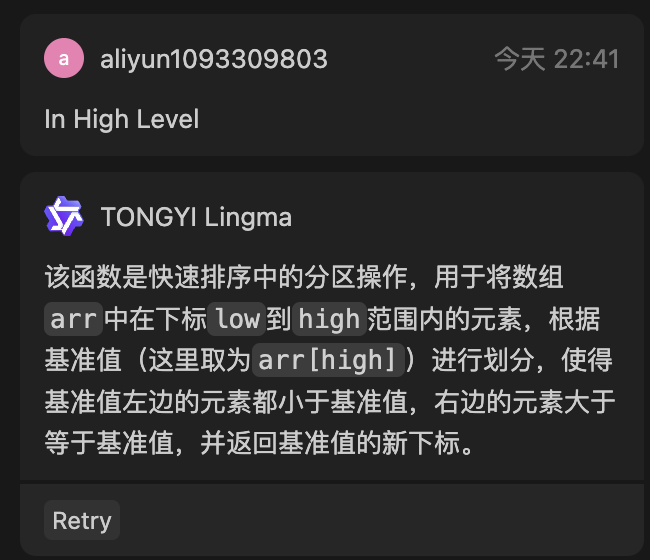 a aliyun1093309803 今天 22:41
In High Level
TONGYI Lingma
该函数是快速排序中的分区操作，用于将数组
arr中在下标low到high范围内的元素，根据
基准值（这里取为arr[high]）进行划分，使得
基准值左边的元素都小于基准值，右边的元素大于
等于基准值，并返回基准值的新下标。
Retry